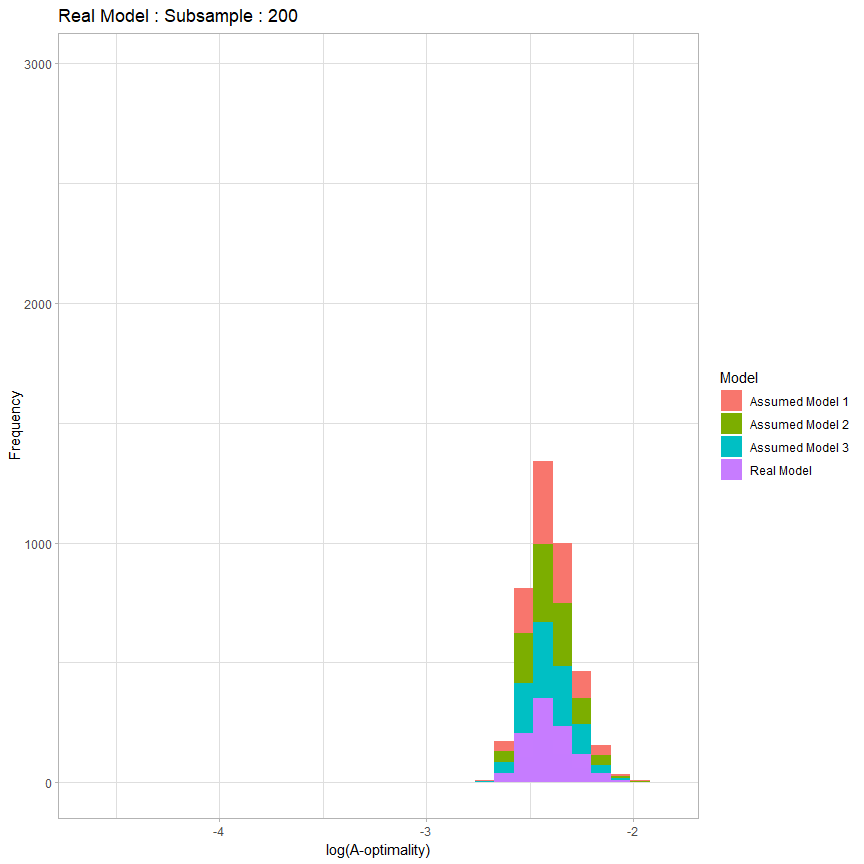 Real Model : Subsample : 200
3000
2000
1000
0
Frequency
-4
-3
-2
log(A-optimality)
Model
Assumed Model 1
Assumed Model 2
Assumed Model 3
Real Model